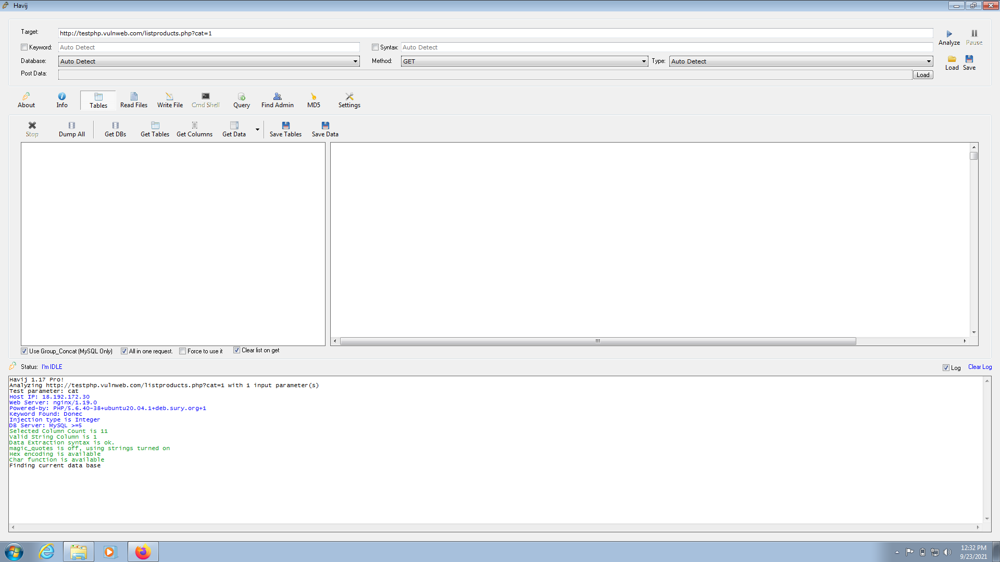 Havij
Target: http://testphp.vulnweb.com/listproducts.php?cat=1
Keyword: Auto Detect Syntax: Auto Detect
Analyze Pause
Database: Auto Detect Method: GET Type: Auto Detect
Load Save
Post Data: Load
About Info Tables Read Files Write File Cmd Shell Query Find Admin MD5 Settings
Stop Dump All Get DBs Get Tables Get Columns Get Data Save Tables Save Data
Use Group_Concat (MySQL Only) All in one request. Force to use it Clear list on get
Status: I'm IDLE Log Clear Log
Havij 1.17 Pro!
Analyzing http://testphp.vulnweb.com/listproducts.php?cat=1 with 1 input parameter(s)
Test parameter: cat
Host IP: 18.192.172.30
Web Server: nginx/1.19.0
Powered-by: PHP/5.6.40-38+ubuntu20.04.1+deb.sury.org+1
Keyword Found: Donec
Injection type is Integer
DB Server: MySQL >=5
Selected Column Count is 11
Valid String Column is 1
Data Extraction syntax is ok.
magic_quotes is off, using strings turned on
Hex encoding is available
Char function is available
Finding current data base
12:32 PM
9/23/2021